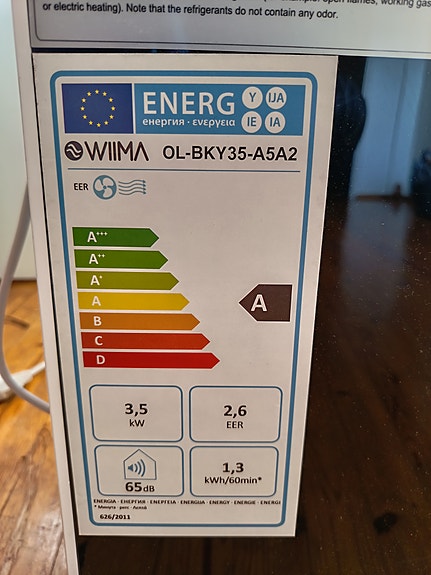 or electric heating). Note that the refrigerants do not contain any odor.
ENERG Y IJA
енергия · ενεργεια IE IA
WIIMA OL-BKY35-A5A2
EER
A+++
A++
A+
A
A
B
C
D
3,5
kW
2,6
EER
65dB
1,3
kWh/60min*
ENERGIA · ЕНЕРГИЯ · ΕΝΕΡΓΕΙΑ · ENERGIJA · ENERGY · ENERGIE · ENERGI
626/2011